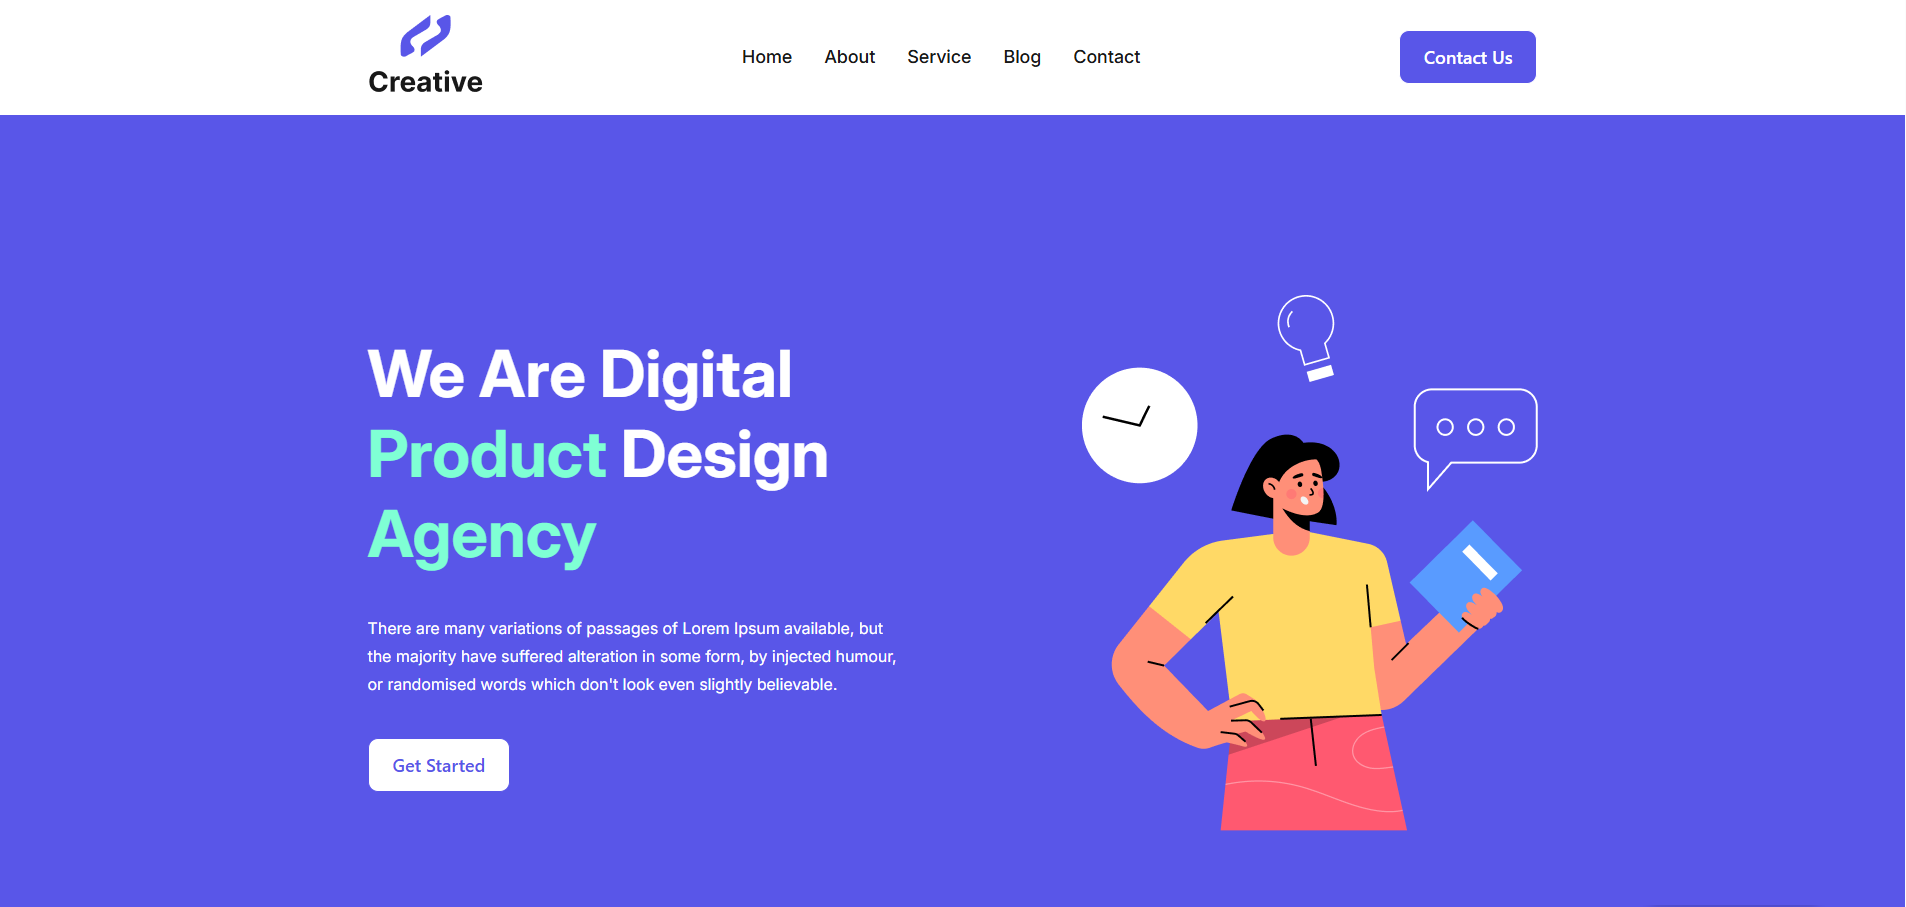 Creative
Home About Service Blog Contact
Contact Us
We Are Digital
Product Design
Agency
There are many variations of passages of Lorem Ipsum available, but
the majority have suffered alteration in some form, by injected humour,
or randomised words which don't look even slightly believable.
Get Started